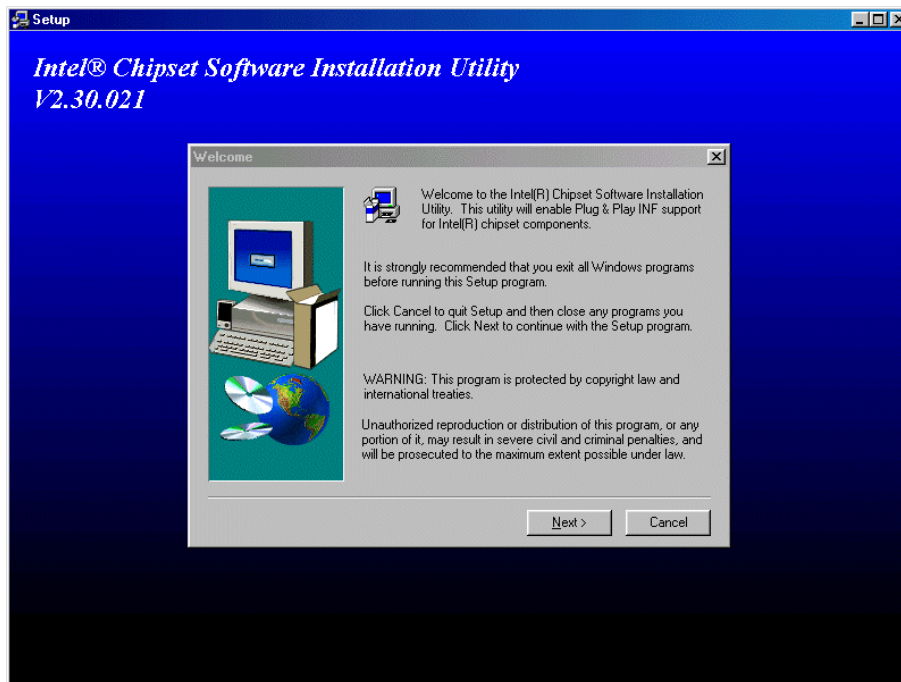 Setup
Intel® Chipset Software Installation Utility
V2.30.021
Welcome
Welcome to the Intel(R) Chipset Software Installation
Utility. This utility will enable Plug & Play INF support
for Intel(R) chipset components.
It is strongly recommended that you exit all Windows programs
before running this Setup program.
Click Cancel to quit Setup and then close any programs you
have running. Click Next to continue with the Setup program.
WARNING: This program is protected by copyright law and
international treaties.
Unauthorized reproduction or distribution of this program, or any
portion of it, may result in severe civil and criminal penalties, and
will be prosecuted to the maximum extent possible under law.
Next >
Cancel